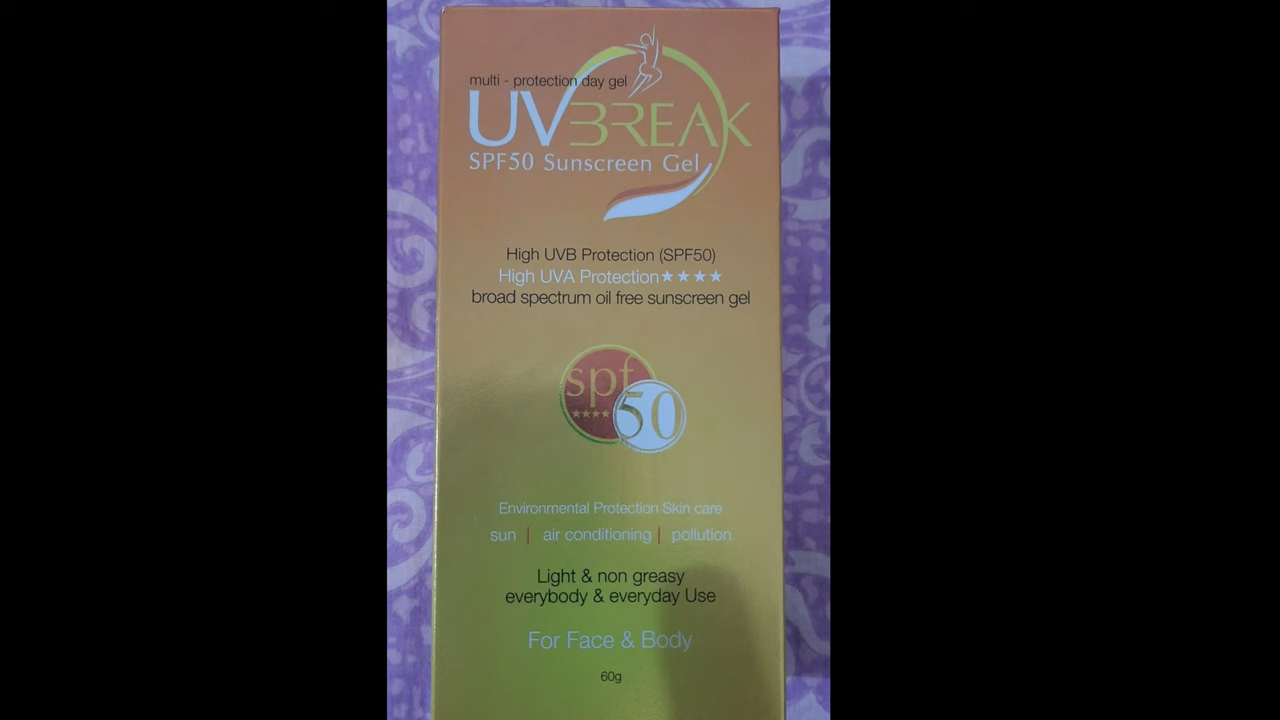 multi - protection day gel
UVBREAK
SPF50 Sunscreen Gel
High UVB Protection (SPF50)
High UVA Protection★★★★
broad spectrum oil free sunscreen gel
spf
★★★★
50
Environmental Protection Skin care
sun | air conditioning | pollution
Light & non greasy
everybody & everyday Use
For Face & Body
60g